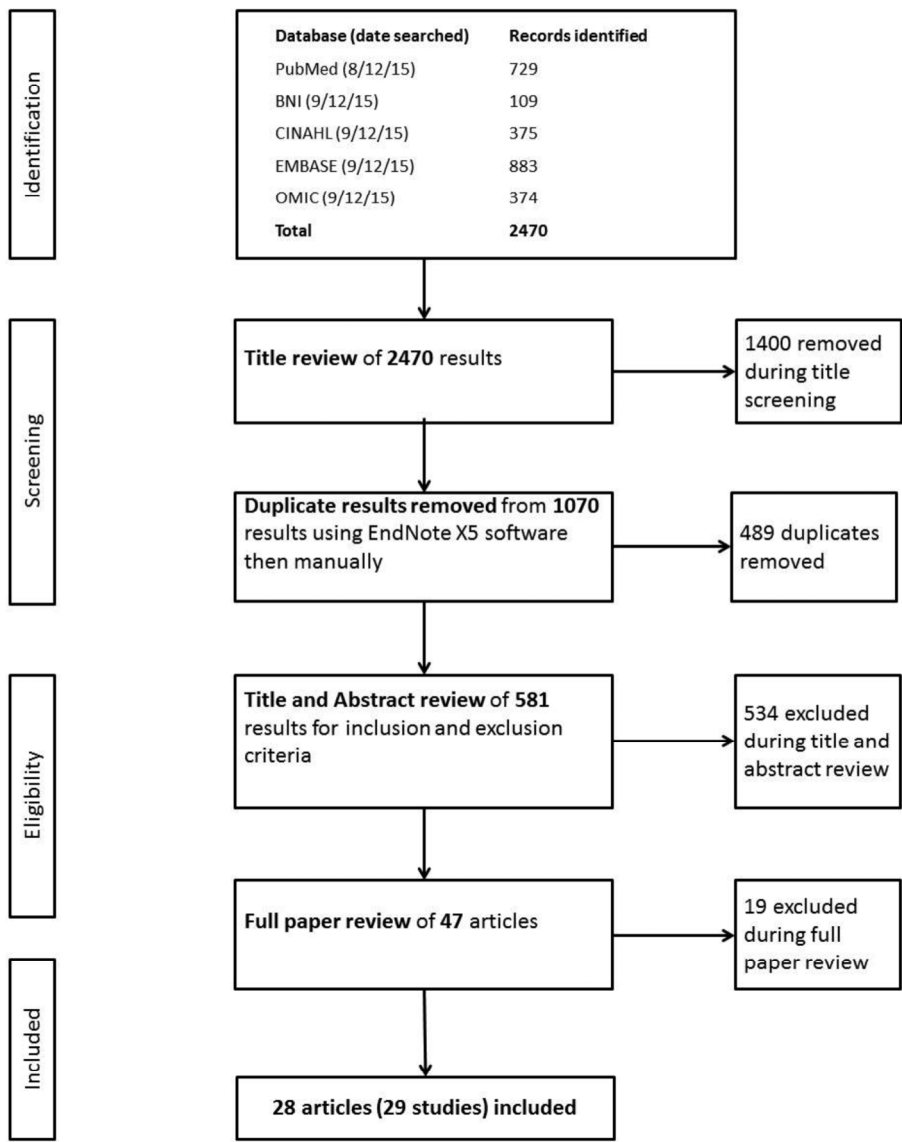 Identification
Database (date searched) Records identified
PubMed (8/12/15) 729
BNI (9/12/15) 109
CINAHL (9/12/15) 375
EMBASE (9/12/15) 883
OMIC (9/12/15) 374
Total 2470
Screening
Title review of 2470 results
1400 removed
during title
screening
Duplicate results removed from 1070
results using EndNote X5 software
then manually
489 duplicates
removed
Eligibility
Title and Abstract review of 581
results for inclusion and exclusion
criteria
534 excluded
during title and
abstract review
Full paper review of 47 articles
19 excluded
during full
paper review
Included
28 articles (29 studies) included